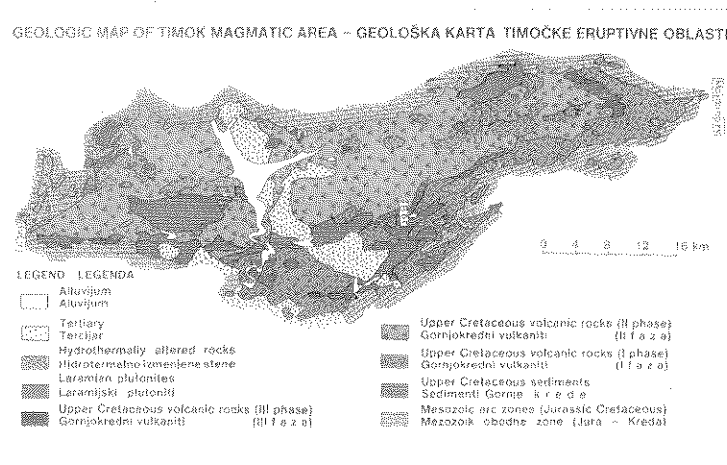 GEOLOGIC MAP OF TIMOK MAGMATIC AREA – GEOLOŠKA KARTA TIMOČKE ERUPTIVNE OBLASTI
0 4 8 12 16 km
LEGEND LEGENDA
Alluvijum
Aluvijum
Tertiary
Tercijar
Hydrothermally altered rocks
Hidrotermalno izmenjene stene
Laramian plutonites
Laramijski plutoniti
Upper Cretaceous volcanic rocks (III phase)
Gornjokredni vulkaniti (III f a z a)
Upper Cretaceous volcanic rocks (II phase)
Gornjokredni vulkaniti (II f a z a)
Upper Cretaceous volcanic rocks (I phase)
Gornjokredni vulkaniti (I f a z a)
Upper Cretaceous sediments
Sedimenti Gornje k r e d e
Mesozoic arc zones (Jurassic Cretaceous)
Mezozoik obodne zone (Jura – Kreda)